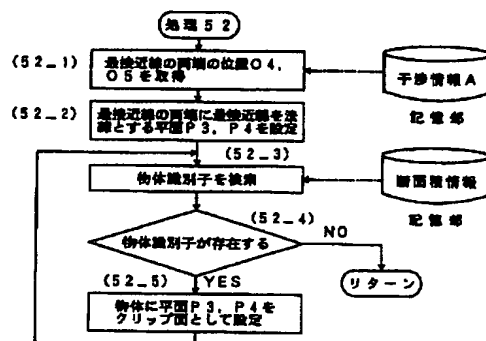 処理52
(52_1)
最接近線の両端の位置O4,
O5を取得
干渉情報A
記憶部
(52_2)
最接近線の両端に最接近線を法
線とする平面P3,P4を設定
(52_3)
物体識別子を検索
断面積情報
記憶部
(52_4)
物体識別子が存在する
NO
リターン
(52_5)
YES
物体に平面P3,P4を
クリップ面として設定